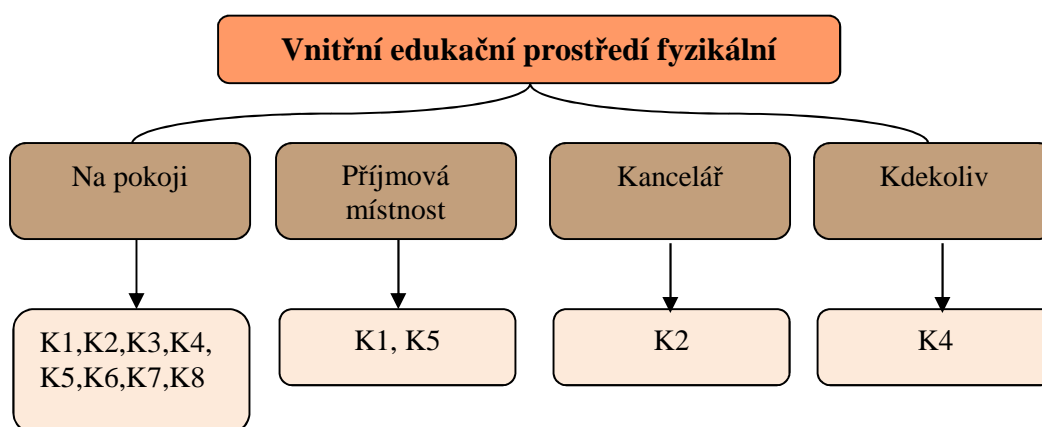 Vnitřní edukační prostředí fyzikální
Na pokoji
Příjmová
místnost
Kancelář
Kdekoliv
K1,K2,K3,K4,
K5,K6,K7,K8
K1, K5
K2
K4